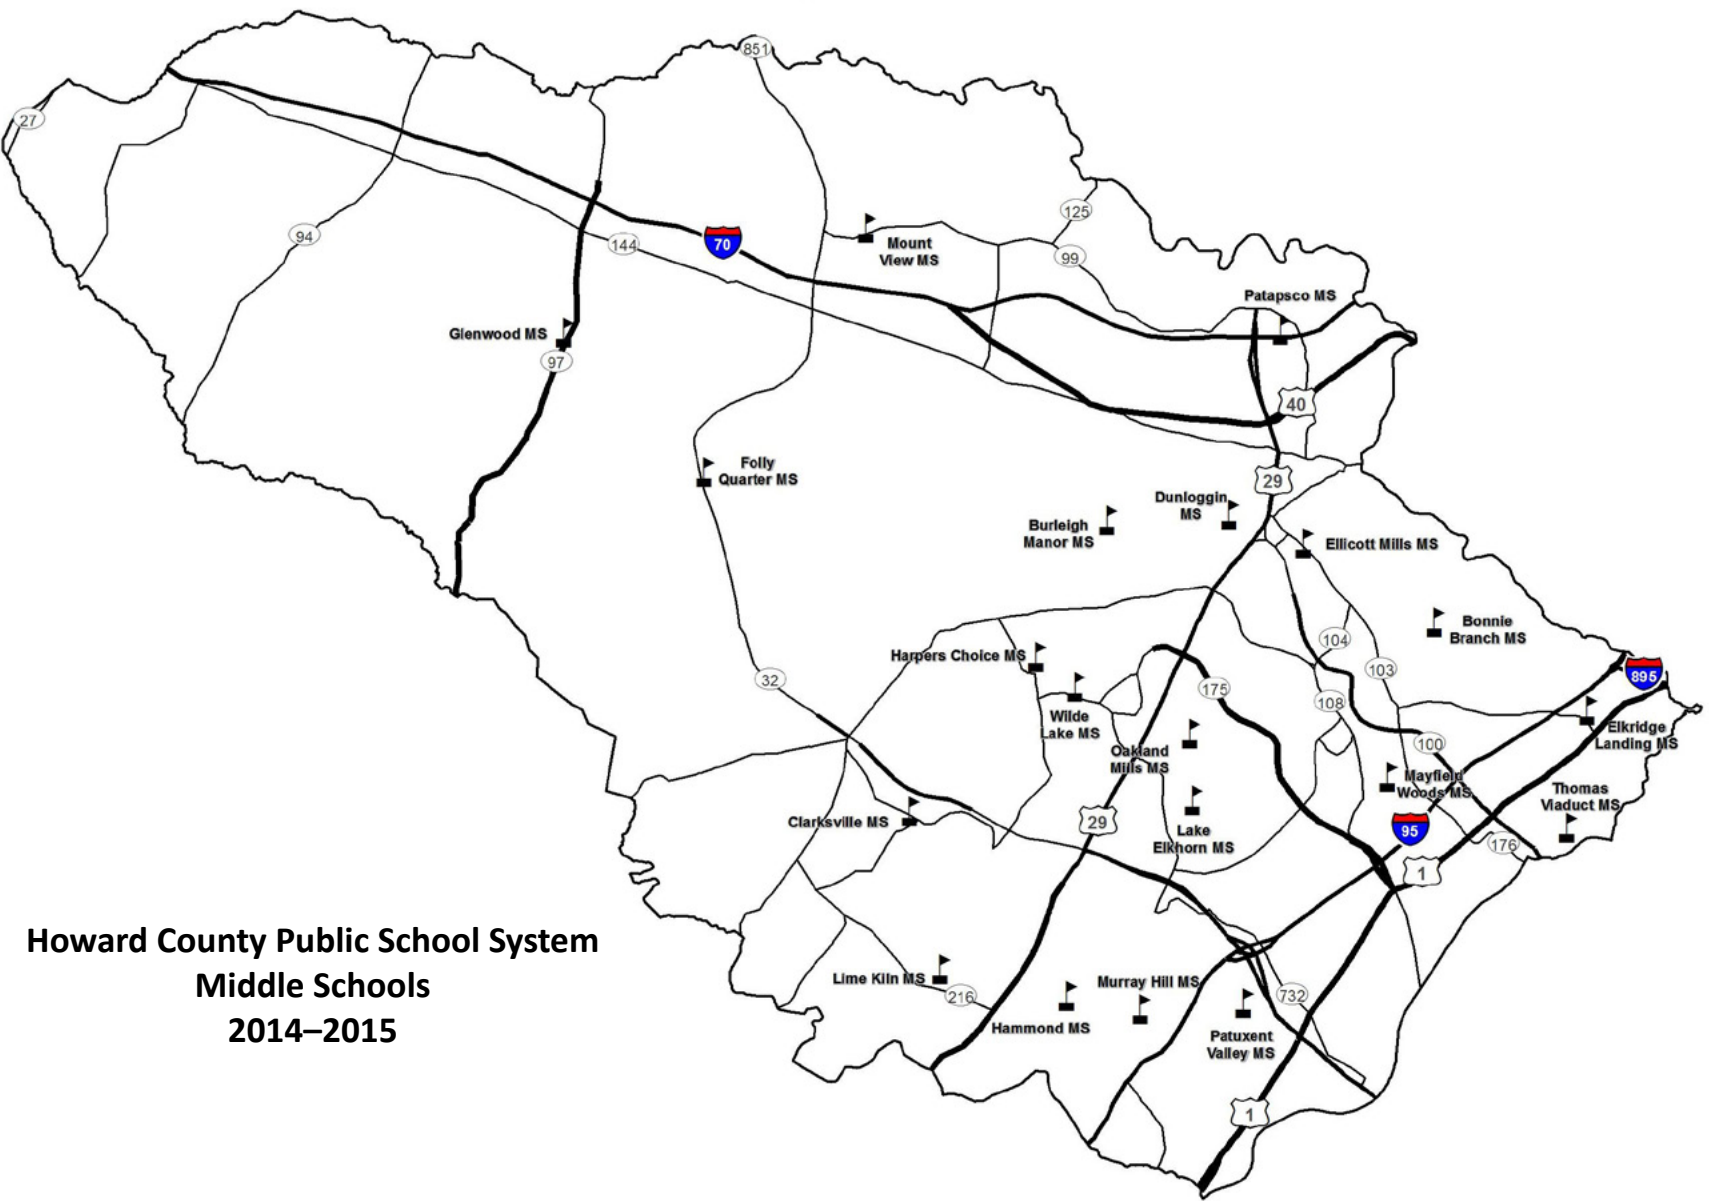 851
27
125
94
144
70
Mount
View MS
99
Patapsco MS
Glenwood MS
97
40
Folly
Quarter MS
29
Dunloggin
MS
Burleigh
Manor MS
Ellicott Mills MS
Bonnie
Branch MS
104
Harpers Choice MS
103
32
895
175
108
Wilde
Lake MS
Elkridge
Landing MS
100
Oakland
Mills MS
Mayfield
Woods MS
Thomas
Viaduct MS
Clarksville MS
29
95
Lake
Elkhorn MS
176
1
Howard County Public School System
Middle Schools
2014–2015
Lime Kiln MS
216
Murray Hill MS
732
Hammond MS
Patuxent
Valley MS
1